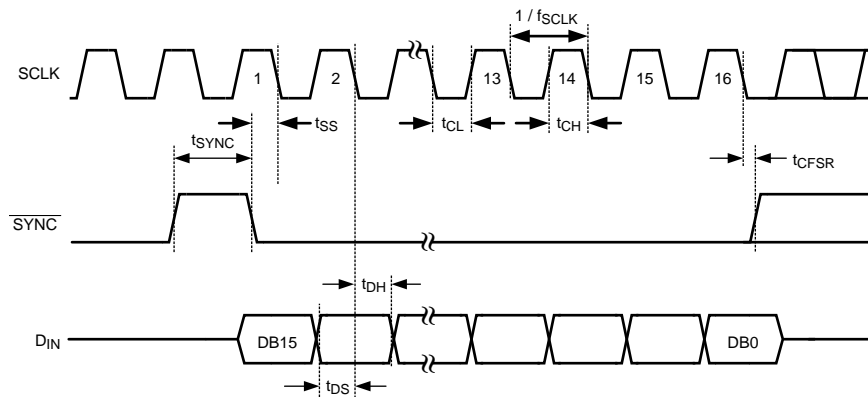 1 / fSCLK
SCLK
1 2 13 14 15 16
tSS
tCL
tCH
tSYNC
tCFSR
SYNC
tDH
DIN
DB15
DB0
tDS